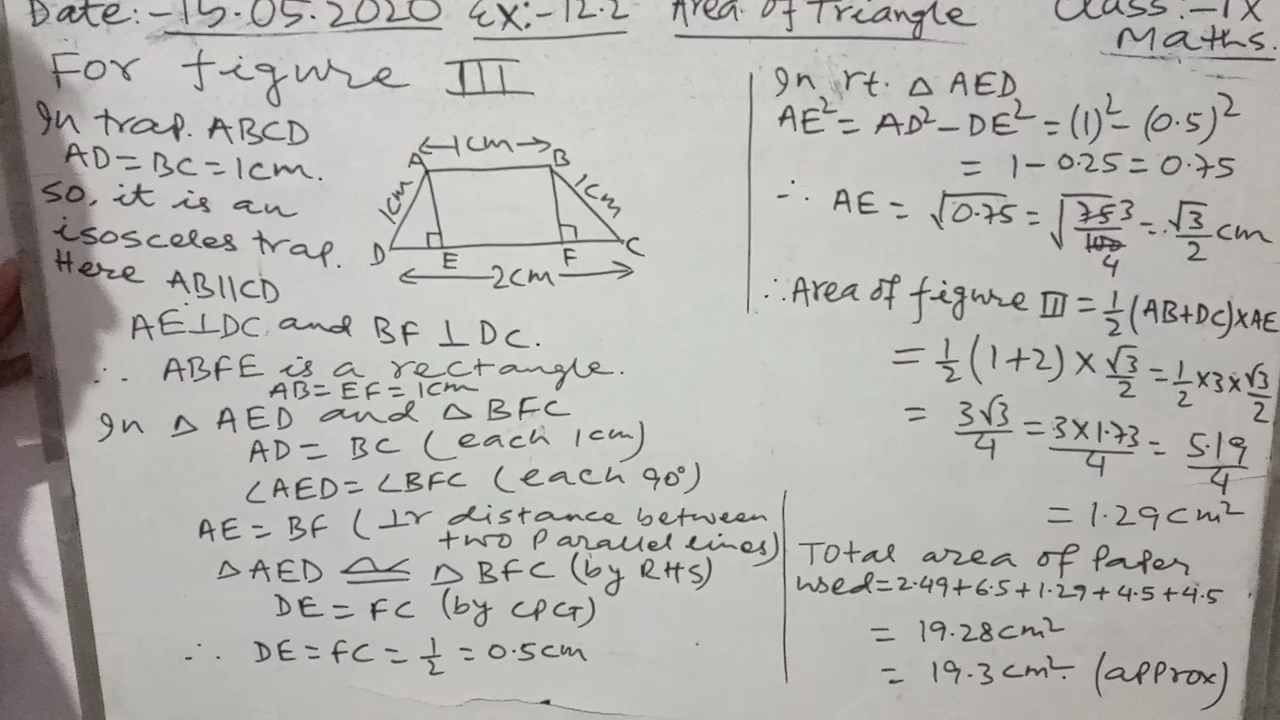 Date:-15.05.2020 Ex:-12.2 Area of Triangle Class:-IX
Maths.
For figure III
In trap. ABCD
AD=BC=1cm.
so, it is an
isosceles trap.
Here AB||CD
AE⊥DC and BF⊥DC.
∴ ABFE is a rectangle.
AB=EF=1cm
In △ AED and △ BFC
AD = BC (each 1cm)
∠AED=∠BFC (each 90°)
AE=BF (⊥r distance between
two parallel lines)
△AED ≅ △BFC (by RHS)
DE=FC (by CPCT)
∴ DE=FC=1/2=0.5cm
1cm
A B
1cm 1cm
D E F C
2cm
In rt. △ AED
AE²=AD²-DE²=(1)²-(0.5)²
= 1-0.25=0.75
∴ AE=√0.75=√(75 3/100 4)=√3/2 cm
∴ Area of figure III=1/2(AB+DC)×AE
=1/2(1+2)×√3/2=1/2×3×√3/2
= 3√3/4=3×1.73/4=5.19/4
=1.29cm²
Total area of Paper
used=2.49+6.5+1.29+4.5+4.5
= 19.28cm²
= 19.3cm². (approx)